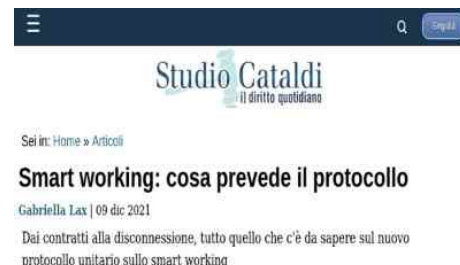 Seguici
Studio Cataldi
il diritto quotidiano
Sei in: Home » Articoli
Smart working: cosa prevede il protocollo
Gabriella Lax | 09 dic 2021
Dai contratti alla disconnessione, tutto quello che c'è da sapere sul nuovo
protocollo unitario sullo smart working